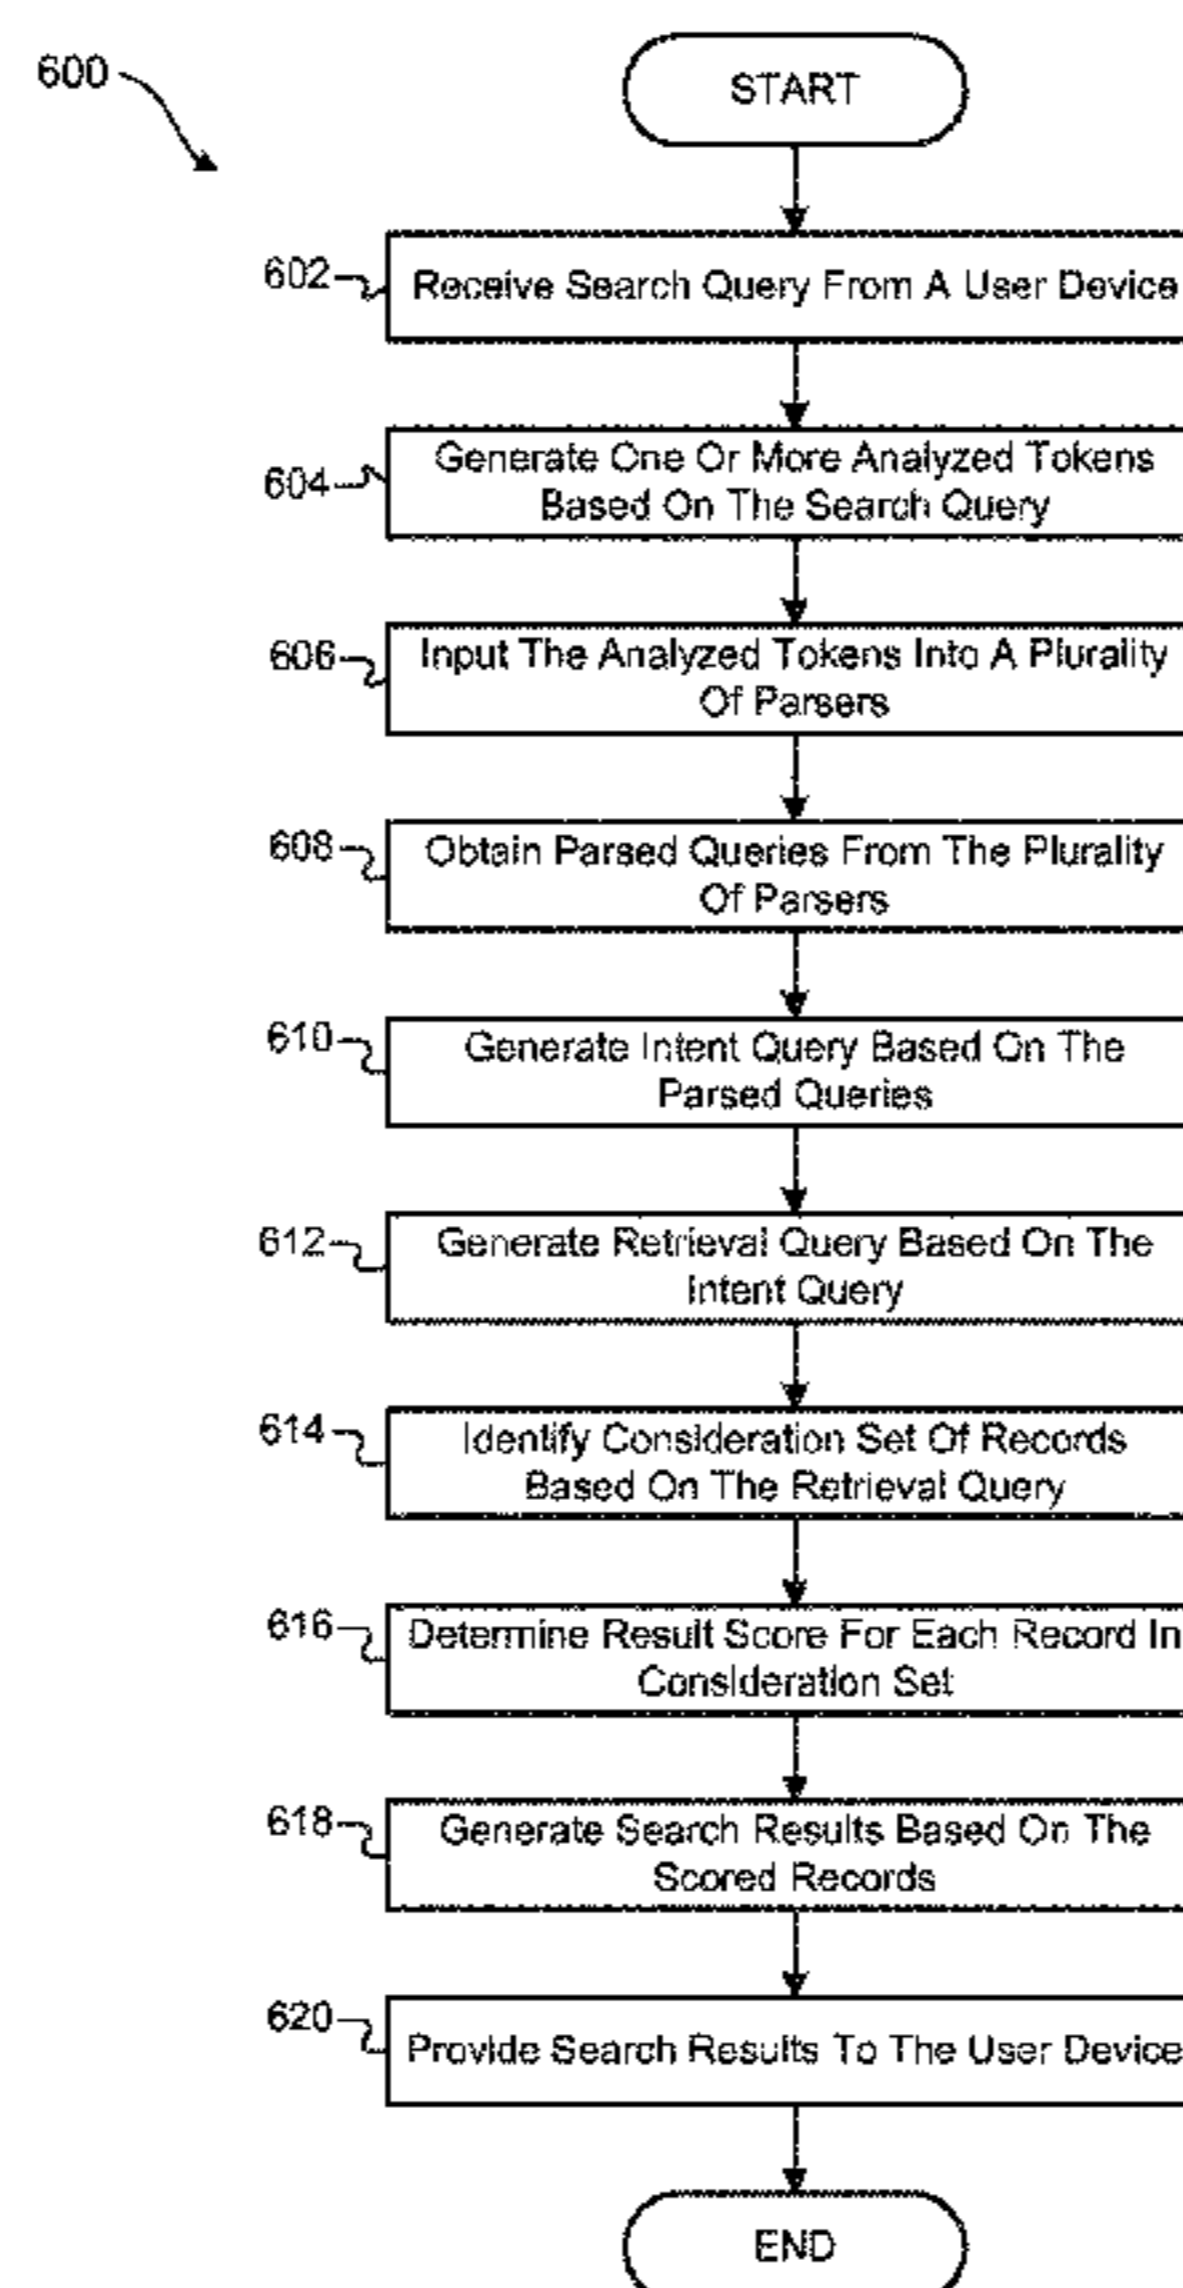 600
START
602
Receive Search Query From A User Device
604
Generate One Or More Analyzed Tokens
Based On The Search Query
606
Input The Analyzed Tokens Into A Plurality
Of Parsers
608
Obtain Parsed Queries From The Plurality
Of Parsers
610
Generate Intent Query Based On The
Parsed Queries
612
Generate Retrieval Query Based On The
Intent Query
614
Identify Consideration Set Of Records
Based On The Retrieval Query
616
Determine Result Score For Each Record In
Consideration Set
618
Generate Search Results Based On The
Scored Records
620
Provide Search Results To The User Device
END